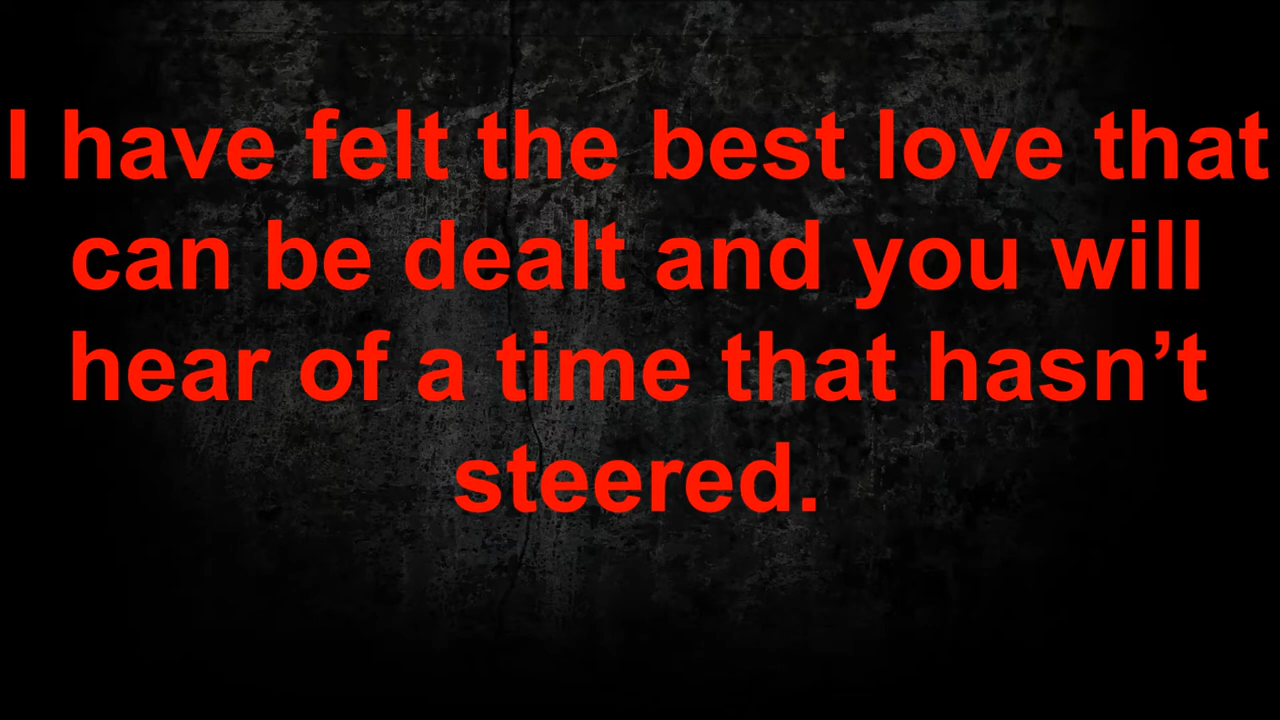 I have felt the best love that
can be dealt and you will
hear of a time that hasn’t
steered.